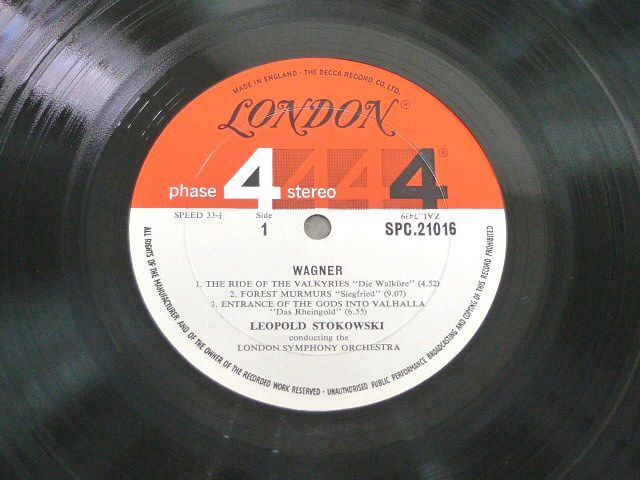 MADE IN ENGLAND · THE DECCA RECORD CO. LTD.
LONDON®
phase 4 stereo 444®
SPEED 33-⅓
Side
1
ZAL.7479
SPC.21016
WAGNER
1. THE RIDE OF THE VALKYRIES "Die Walküre" (4.52)
2. FOREST MURMURS "Siegfried" (9.07)
3. ENTRANCE OF THE GODS INTO VALHALLA
"Das Rheingold" (6.55)
LEOPOLD STOKOWSKI
conducting the
LONDON SYMPHONY ORCHESTRA
ALL RIGHTS OF THE MANUFACTURER AND OF THE OWNER OF THE RECORDED WORK RESERVED · UNAUTHORISED PUBLIC PERFORMANCE BROADCASTING AND COPYING OF THIS RECORD PROHIBITED